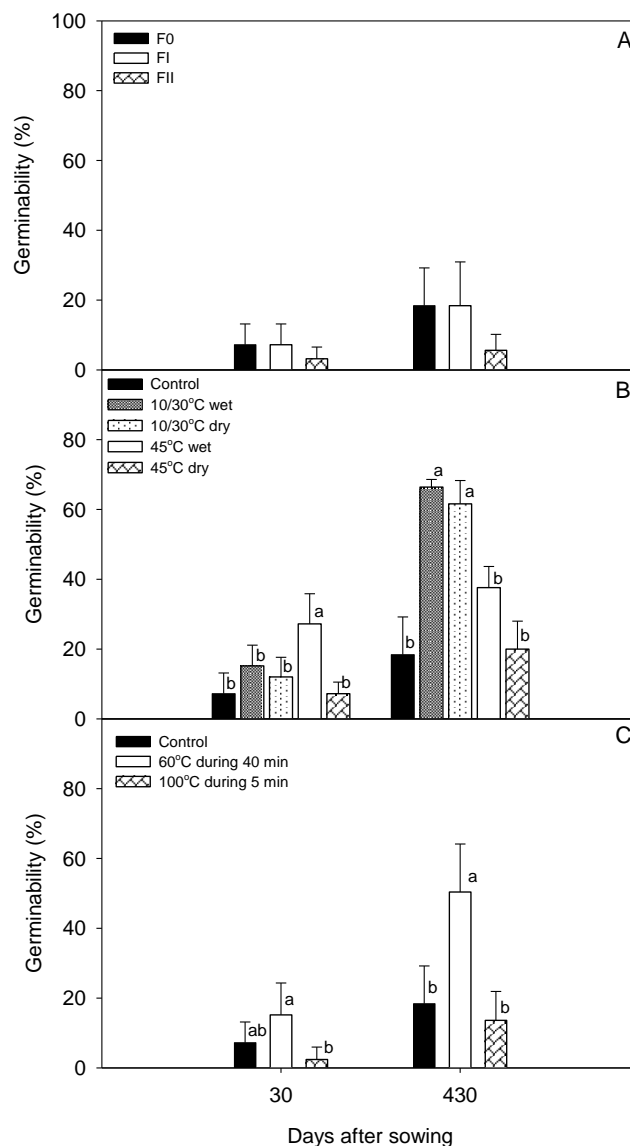 A
100
80
60
40
20
0
Germinability (%)
F0
FI
FII
B
80
60
40
20
0
Germinability (%)
Control
10/30°C wet
10/30°C dry
45°C wet
45°C dry
b
b
b
a
b
b
a
a
b
b
C
80
60
40
20
0
Germinability (%)
Control
60°C during 40 min
100°C during 5 min
ab
a
b
b
a
b
30
430
Days after sowing